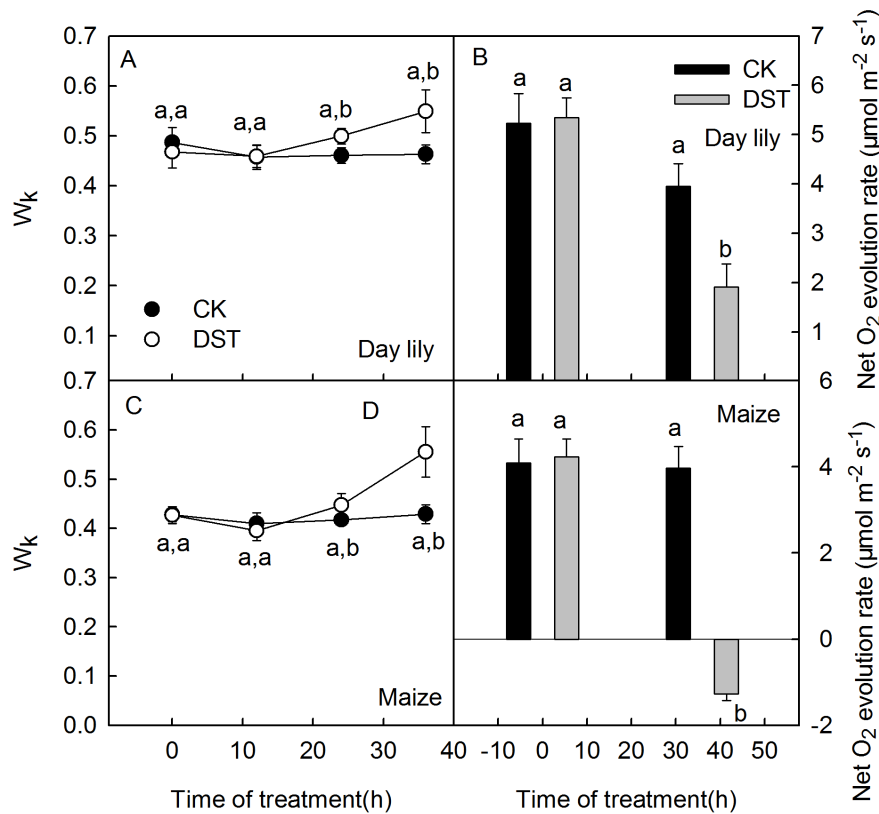 0.7
0.6
0.5
0.4
0.3
0.2
0.1
Wk
A
a,a
a,a
a,b
a,b
CK
DST
Day lily
B
CK
DST
Day lily
a
a
a
b
7
6
5
4
3
2
1
Net O2 evolution rate (μmol m−2 s−1)
0.7
0.6
0.5
0.4
0.3
0.2
0.1
0.0
Wk
C
D
a,a
a,a
a,b
a,b
Maize
Maize
a
a
a
b
6
4
2
0
-2
Net O2 evolution rate (μmol m−2 s−1)
0 10 20 30 40
-10 0 10 20 30 40 50
Time of treatment(h)
Time of treatment(h)